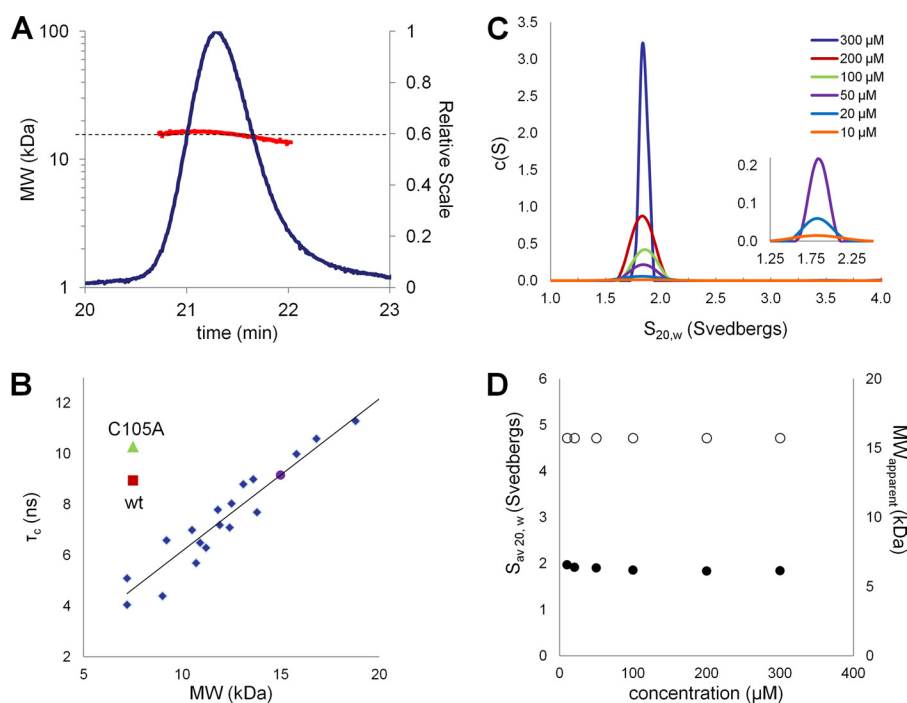 A
MW (kDa)
100
10
1
Relative Scale
1
0.8
0.6
0.4
0.2
0
20
21
22
23
time (min)
C
c(S)
3.5
3.0
2.5
2.0
1.5
1.0
0.5
0.0
300 µM
200 µM
100 µM
50 µM
20 µM
10 µM
0.2
0.1
0.0
1.25
1.75
2.25
1.0
1.5
2.0
2.5
3.0
3.5
4.0
S20,w (Svedbergs)
B
τc (ns)
12
10
8
6
4
2
C105A
wt
5
10
15
20
MW (kDa)
D
Sav 20, w (Svedbergs)
6
5
4
3
2
1
0
MWapparent (kDa)
20
15
10
5
0
0
100
200
300
400
concentration (µM)